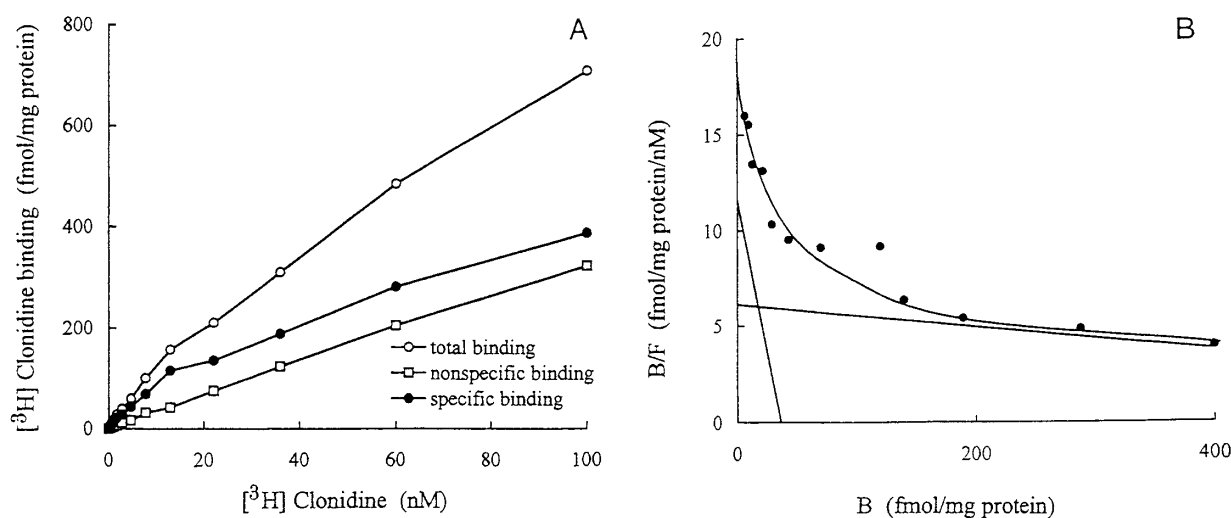 A
800
600
400
200
0
[³H] Clonidine binding (fmol/mg protein)
total binding
nonspecific binding
specific binding
0 20 40 60 80 100
[³H] Clonidine (nM)
B
20
15
10
5
0
B/F (fmol/mg protein/nM)
0 200 400
B (fmol/mg protein)